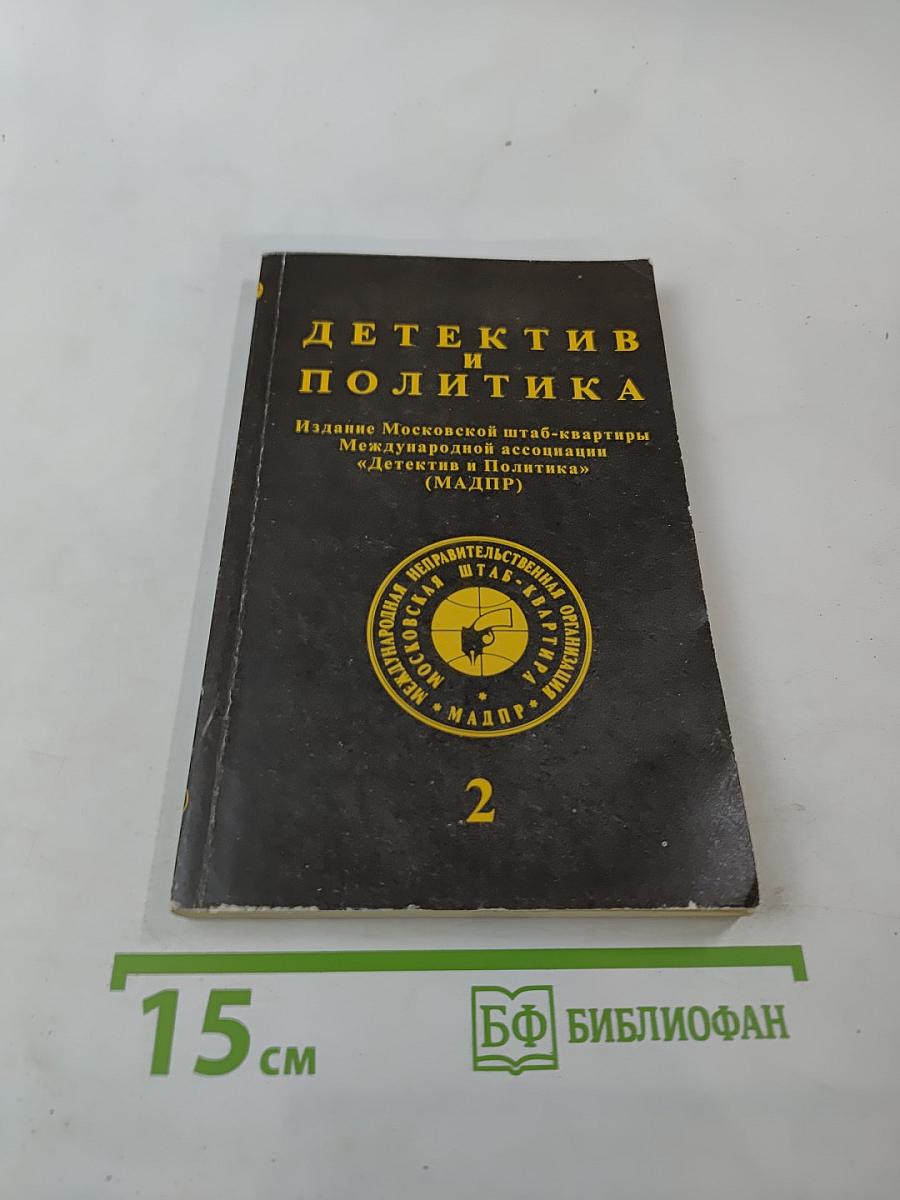 ДЕТЕКТИВ
И
ПОЛИТИКА
Издание Московской штаб-квартиры
Международной ассоциации
«Детектив и Политика»
(МАДПР)
МЕЖДУНАРОДНАЯ НЕПРАВИТЕЛЬСТВЕННАЯ ОРГАНИЗАЦИЯ
МОСКОВСКАЯ ШТАБ-КВАРТИРА
* МАДПР *
2
15 см
БФ БИБЛИОФАН